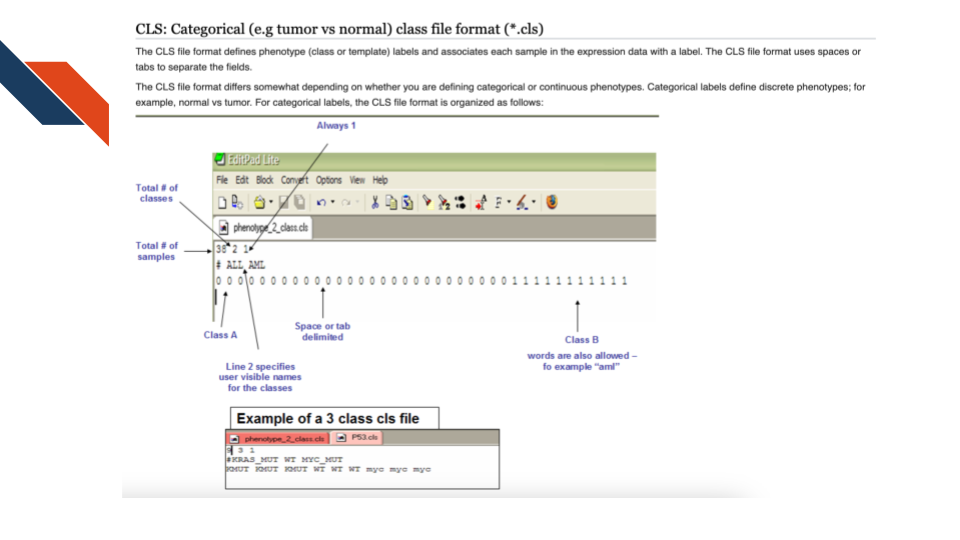 CLS: Categorical (e.g tumor vs normal) class file format (*.cls)
The CLS file format defines phenotype (class or template) labels and associates each sample in the expression data with a label. The CLS file format uses spaces or
tabs to separate the fields.
The CLS file format differs somewhat depending on whether you are defining categorical or continuous phenotypes. Categorical labels define discrete phenotypes; for
example, normal vs tumor. For categorical labels, the CLS file format is organized as follows:
Always 1
EditPad Lite
File Edit Block Convert Options View Help
Total # of
classes
phenotype_2_class.cls
Total # of
samples
38 2 1
# ALL AML
0 0 0 0 0 0 0 0 0 0 0 0 0 0 0 0 0 0 0 0 0 0 0 0 0 0 0 1 1 1 1 1 1 1 1 1 1 1
Class A
Space or tab
delimited
Class B
words are also allowed –
fo example "aml"
Line 2 specifies
user visible names
for the classes
Example of a 3 class cls file
phenotype_2_class.cls P53.cls
9 3 1
#KRAS_MUT WT MYC_MUT
KMUT KMUT KMUT WT WT WT myc myc myc